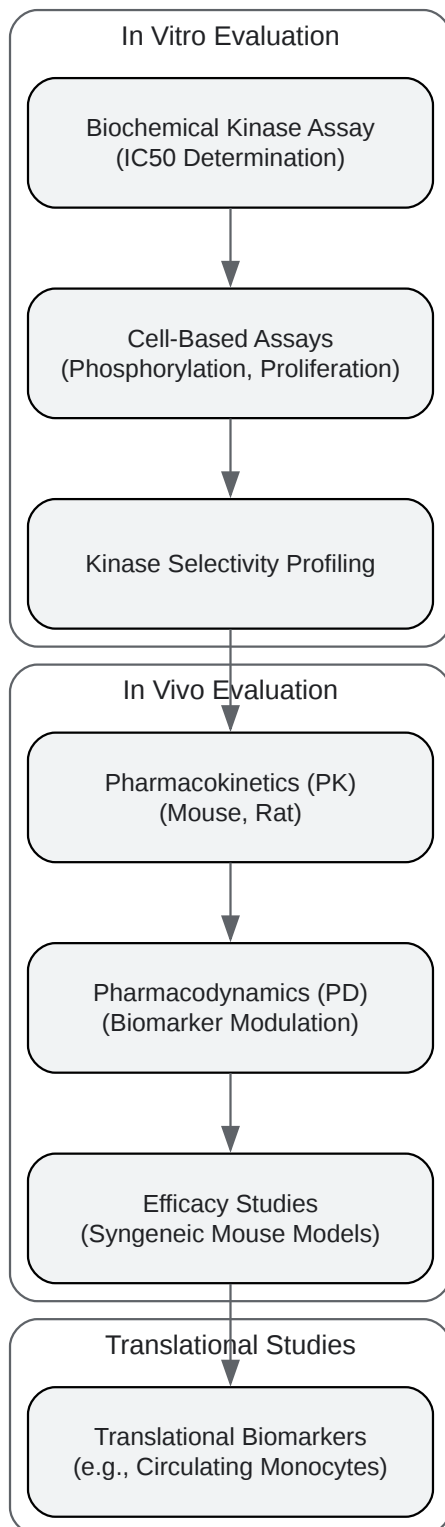 In Vitro Evaluation
Biochemical Kinase Assay
(IC50 Determination)
Cell-Based Assays
(Phosphorylation, Proliferation)
Kinase Selectivity Profiling
In Vivo Evaluation
Pharmacokinetics (PK)
(Mouse, Rat)
Pharmacodynamics (PD)
(Biomarker Modulation)
Efficacy Studies
(Syngeneic Mouse Models)
Translational Studies
Translational Biomarkers
(e.g., Circulating Monocytes)